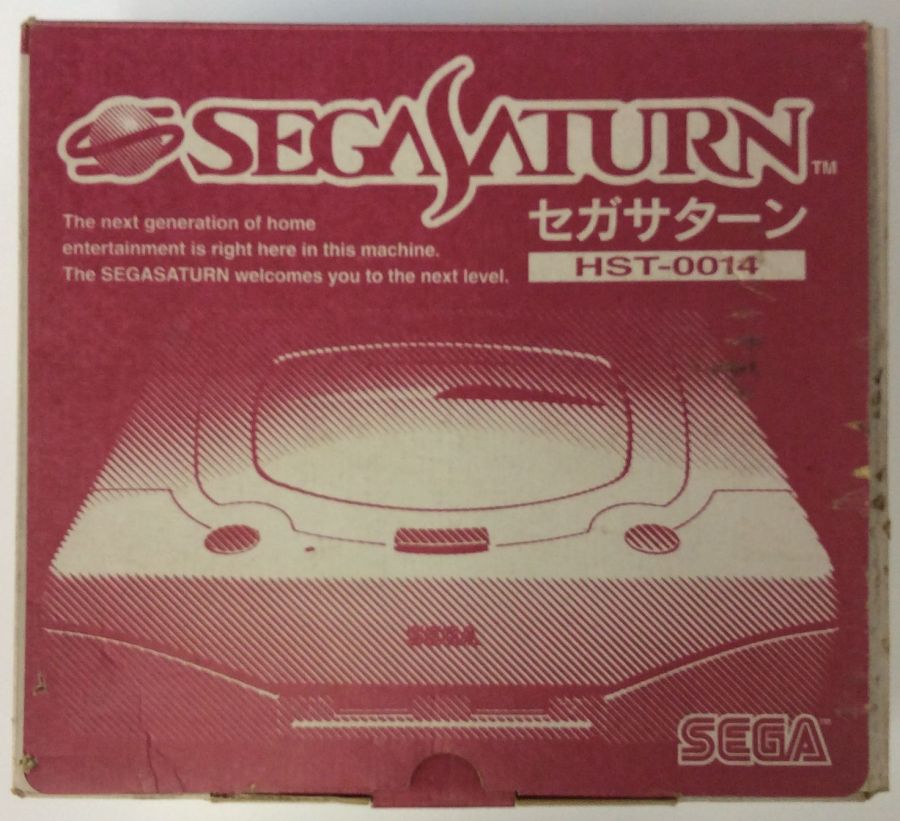 SEGASATURN TM
セガサターン
The next generation of home
entertainment is right here in this machine.
The SEGASATURN welcomes you to the next level.
HST-0014
SEGA
SEGA TM